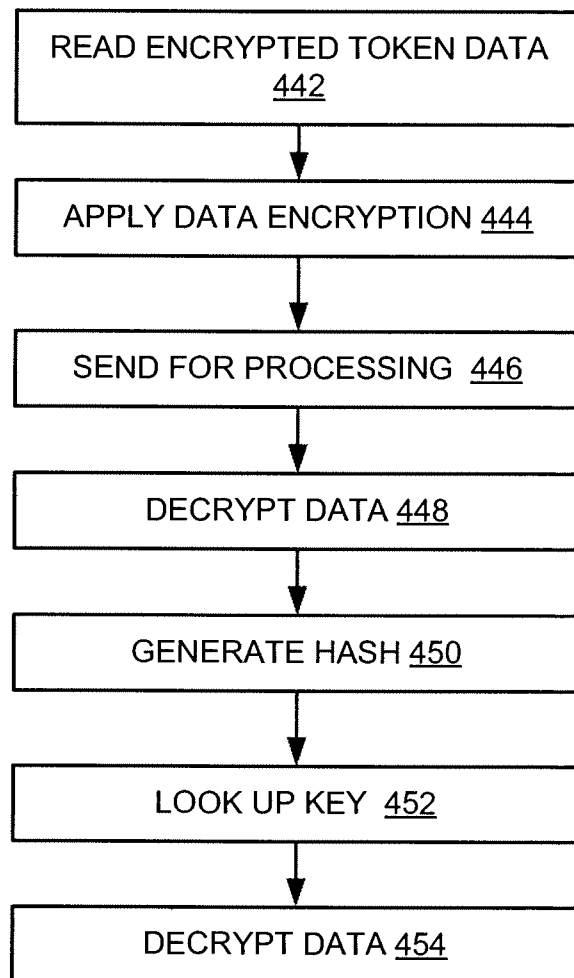 READ ENCRYPTED TOKEN DATA
442
APPLY DATA ENCRYPTION 444
SEND FOR PROCESSING 446
DECRYPT DATA 448
GENERATE HASH 450
LOOK UP KEY 452
DECRYPT DATA 454